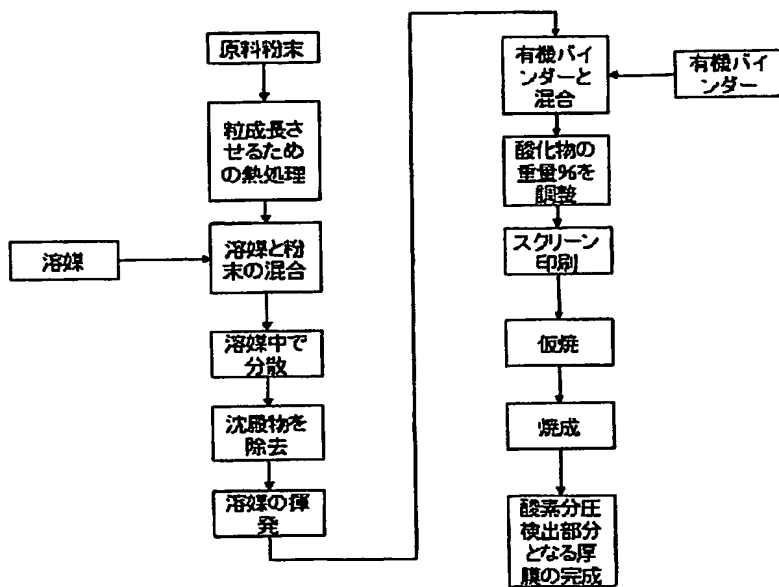 原料粉末
粒成長さ
せるため
の熱処理
溶媒
溶媒と粉
末の混合
溶媒中で
分散
沈殿物を
除去
溶媒の揮
発
有機バイ
ンダーと
混合
有機バイ
ンダー
酸化物の
重量%を
調整
スクリーン
印刷
仮焼
焼成
酸素分圧
検出部分
となる厚
膜の完成